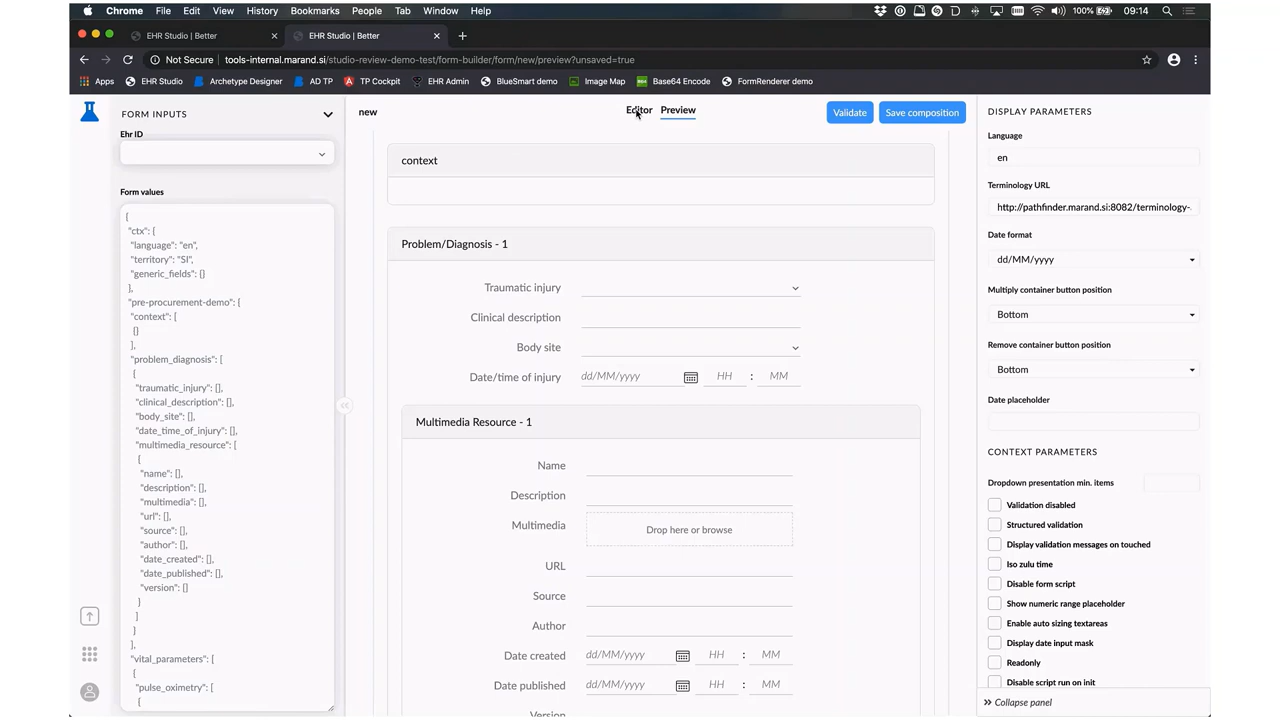 Chrome File Edit View History Bookmarks People Tab Window Help 100% 09:14
EHR Studio | Better EHR Studio | Better
Not Secure tools-internal.marand.si/studio-review-demo-test/form-builder/form/new/preview?unsaved=true
Apps EHR Studio Archetype Designer AD TP TP Cockpit EHR Admin BlueSmart demo Image Map Base64 Encode FormRenderer demo
FORM INPUTS
Ehr ID
Form values
{
"ctx": {
"language": "en",
"territory": "SI",
"generic_fields": {}
},
"pre-procurement-demo": {
"context": [
{}
],
"problem_diagnosis": [
{
"traumatic_injury": [],
"clinical_description": [],
"body_site": [],
"date_time_of_injury": [],
"multimedia_resource": [
{
"name": [],
"description": [],
"multimedia": [],
"url": [],
"source": [],
"author": [],
"date_created": [],
"date_published": [],
"version": []
}
]
}
],
"vital_parameters": [
{
"pulse_oximetry": [
{
new Editor Preview Validate Save composition
context
Problem/Diagnosis - 1
Traumatic injury
Clinical description
Body site
Date/time of injury dd/MM/yyyy HH : MM
Multimedia Resource - 1
Name
Description
Multimedia Drop here or browse
URL
Source
Author
Date created dd/MM/yyyy HH : MM
Date published dd/MM/yyyy HH : MM
Version
DISPLAY PARAMETERS
Language
en
Terminology URL
http://pathfinder.marand.si:8082/terminology-
Date format
dd/MM/yyyy
Multiply container button position
Bottom
Remove container button position
Bottom
Date placeholder
CONTEXT PARAMETERS
Dropdown presentation min. items
Validation disabled
Structured validation
Display validation messages on touched
Iso zulu time
Disable form script
Show numeric range placeholder
Enable auto sizing textareas
Display date input mask
Readonly
Disable script run on init
Collapse panel